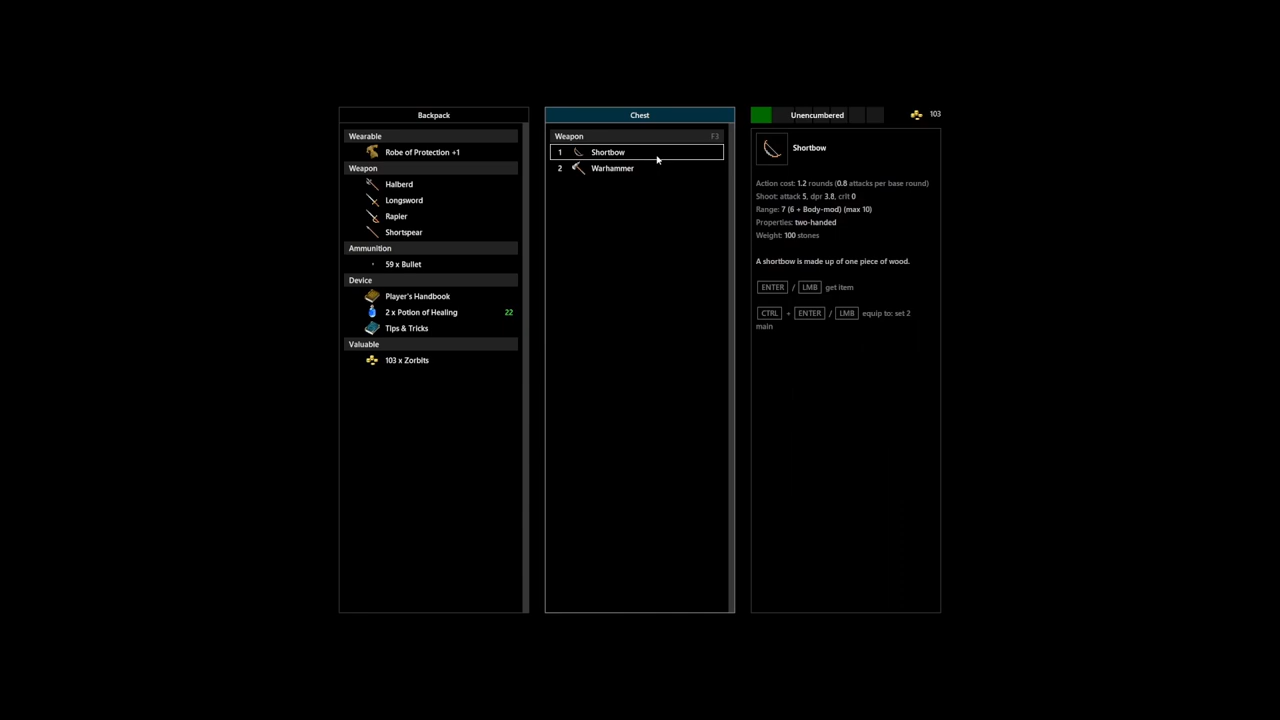 Backpack
Wearable
Robe of Protection +1
Weapon
Halberd
Longsword
Rapier
Shortspear
Ammunition
59 x Bullet
Device
Player's Handbook
2 x Potion of Healing 22
Tips & Tricks
Valuable
103 x Zorbits
Chest
Weapon F3
1 Shortbow
2 Warhammer
Unencumbered 103
Shortbow
Action cost: 1.2 rounds (0.8 attacks per base round)
Shoot: attack 5, dpr 3.8, crit 0
Range: 7 (6 + Body-mod) (max 10)
Properties: two-handed
Weight: 100 stones
A shortbow is made up of one piece of wood.
ENTER / LMB get item
CTRL + ENTER / LMB equip to: set 2
main